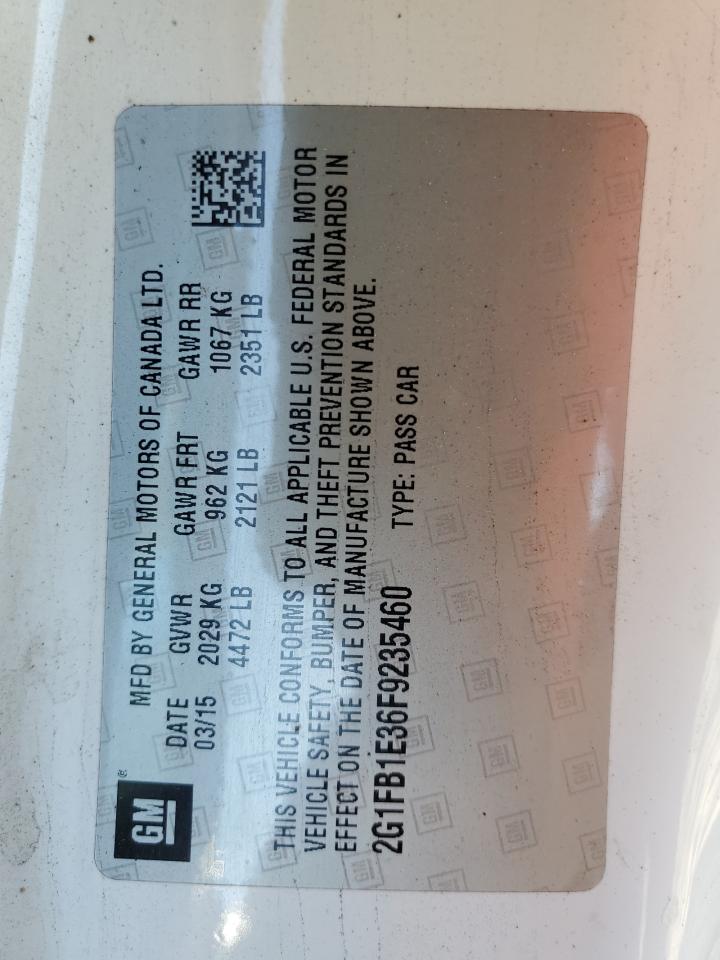 GM
®
MFD BY GENERAL MOTORS OF CANADA LTD.
DATE GVWR GAWR FRT GAWR RR
03/15 2029 KG 962 KG 1067 KG
4472 LB 2121 LB 2351 LB
THIS VEHICLE CONFORMS TO ALL APPLICABLE U.S. FEDERAL MOTOR
VEHICLE SAFETY, BUMPER, AND THEFT PREVENTION STANDARDS IN
EFFECT ON THE DATE OF MANUFACTURE SHOWN ABOVE.
2G1FB1E36F9235460 TYPE: PASS CAR